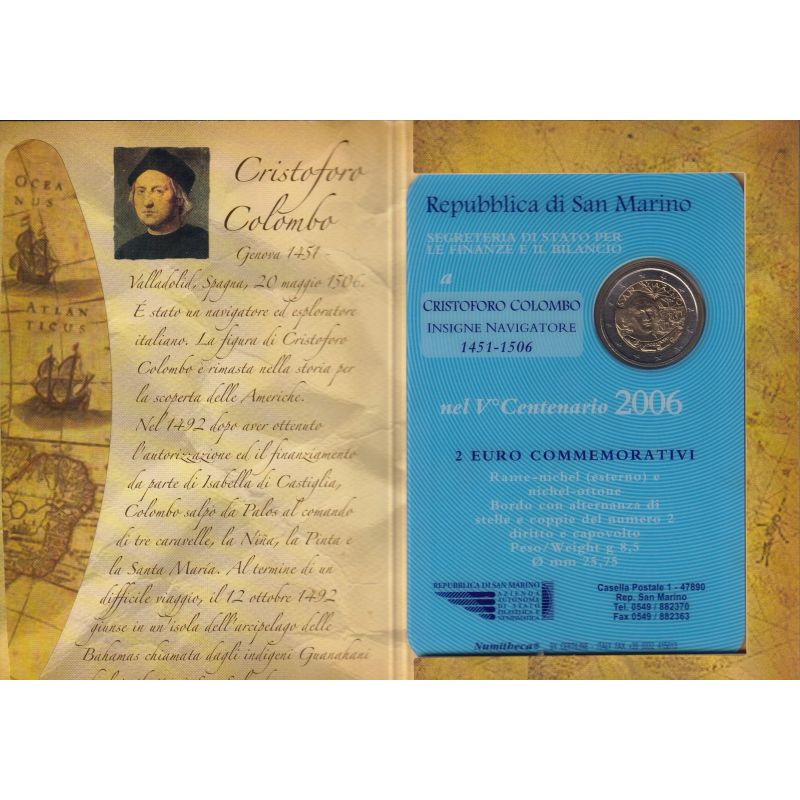 OCEA
NUS
ATLAN
TICUS
Cristoforo
Colombo
Genova 1451 -
Valladolid, Spagna, 20 maggio 1506.
È stato un navigatore ed esploratore
italiano. La figura di Cristoforo
Colombo è rimasta nella storia per
la scoperta delle Americhe.
Nel 1492 dopo aver ottenuto
l'autorizzazione ed il finanziamento
da parte di Isabella di Castiglia,
Colombo salpò da Palos al comando
di tre caravelle, la Niña, la Pinta e
la Santa Maria. Al termine di un
difficile viaggio, il 12 ottobre 1492
giunse in un'isola dell'arcipelago delle
Bahamas chiamata dagli indigeni Guanahani
Repubblica di San Marino
SEGRETERIA DI STATO PER
LE FINANZE E IL BILANCIO
a
CRISTOFORO COLOMBO
INSIGNE NAVIGATORE
1451-1506
SAN MARINO
nel V° Centenario 2006
2 EURO COMMEMORATIVI
Rame-nichel (esterno) e
nichel-ottone
Bordo con alternanza di
stelle e coppie del numero 2
diritto e capovolto
Peso/Weight g 8,5
Ø mm 25,75
REPUBBLICA DI SAN MARINO
AZIENDA
AUTONOMA
DI STATO
FILATELICA E
NUMISMATICA
Casella Postale 1 - 47890
Rep. San Marino
Tel. 0549 / 882370
Fax 0549 / 882363
Numitheca®